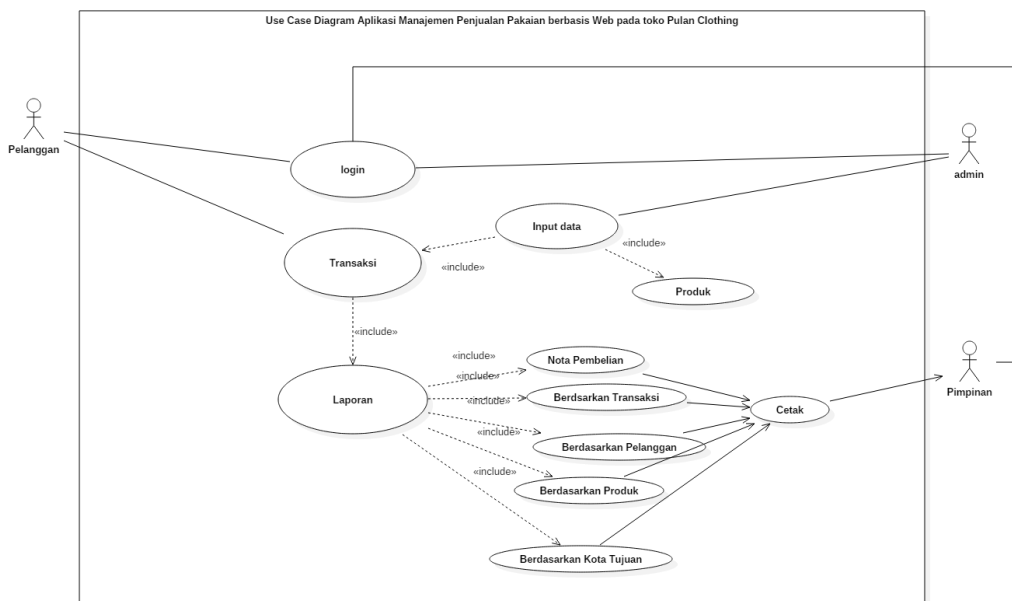 Use Case Diagram Aplikasi Manajemen Penjualan Pakaian berbasis Web pada toko Pulan Clothing
Pelanggan
login
admin
Input data
«include»
Transaksi
«include»
Produk
«include»
«include»
Nota Pembelian
«include»
Pimpinan
Laporan
«include»
Berdsarkan Transaksi
Cetak
«include»
Berdasarkan Pelanggan
«include»
Berdasarkan Produk
Berdasarkan Kota Tujuan